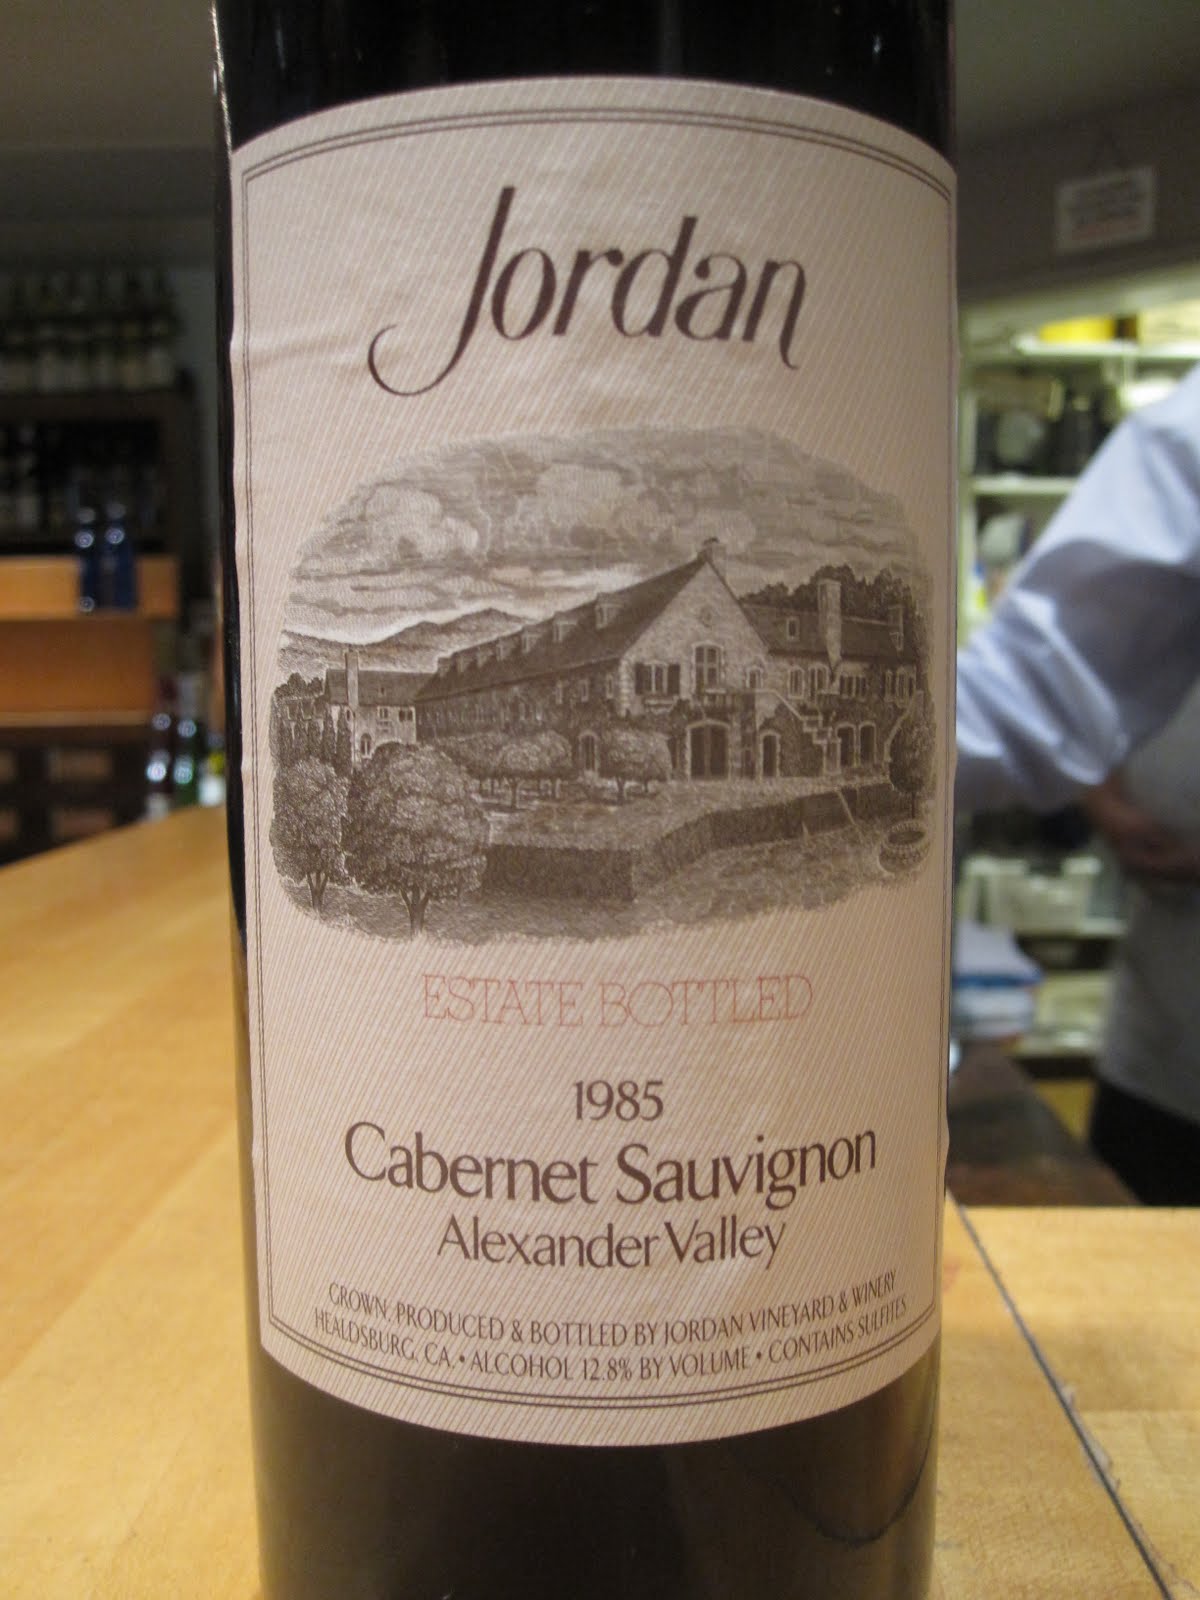 Jordan
ESTATE BOTTLED
1985
Cabernet Sauvignon
Alexander Valley
GROWN, PRODUCED & BOTTLED BY JORDAN VINEYARD & WINERY
HEALDSBURG, CA. • ALCOHOL 12.8% BY VOLUME • CONTAINS SULFITES